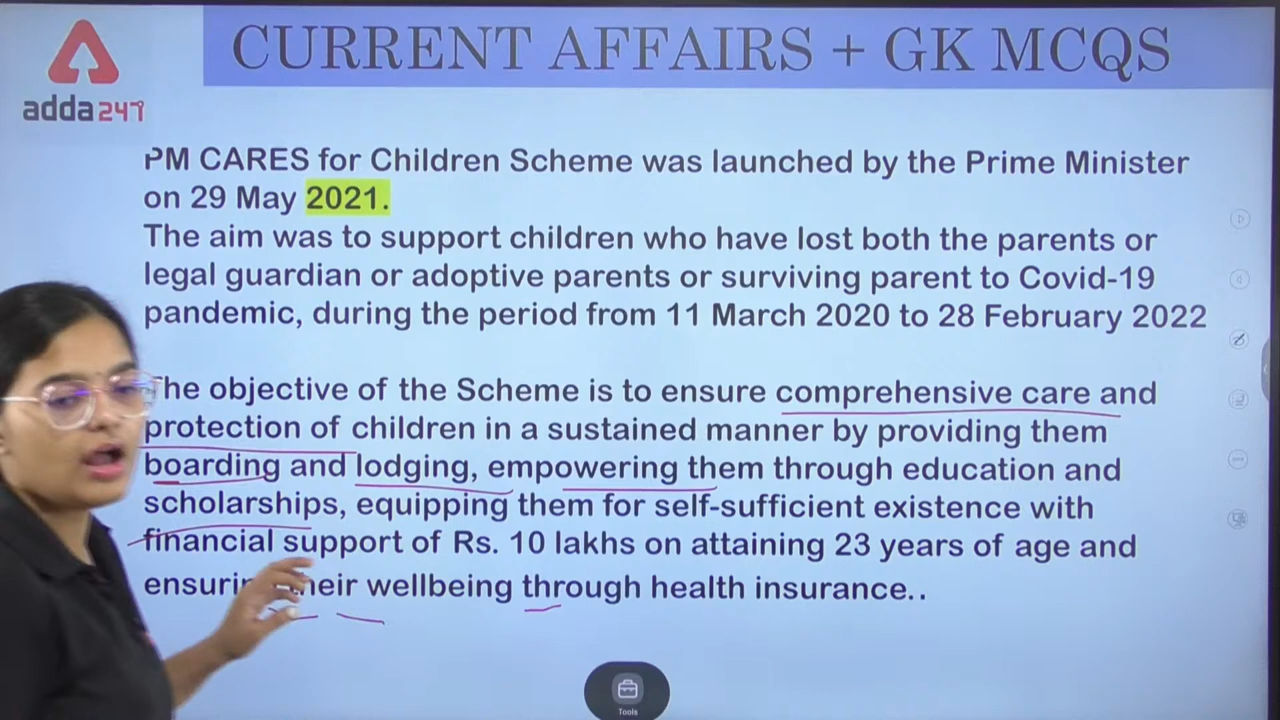 CURRENT AFFAIRS + GK MCQS
adda247
PM CARES for Children Scheme was launched by the Prime Minister
on 29 May 2021.
The aim was to support children who have lost both the parents or
legal guardian or adoptive parents or surviving parent to Covid-19
pandemic, during the period from 11 March 2020 to 28 February 2022
The objective of the Scheme is to ensure comprehensive care and
protection of children in a sustained manner by providing them
boarding and lodging, empowering them through education and
scholarships, equipping them for self-sufficient existence with
financial support of Rs. 10 lakhs on attaining 23 years of age and
ensuring their wellbeing through health insurance..
Tools